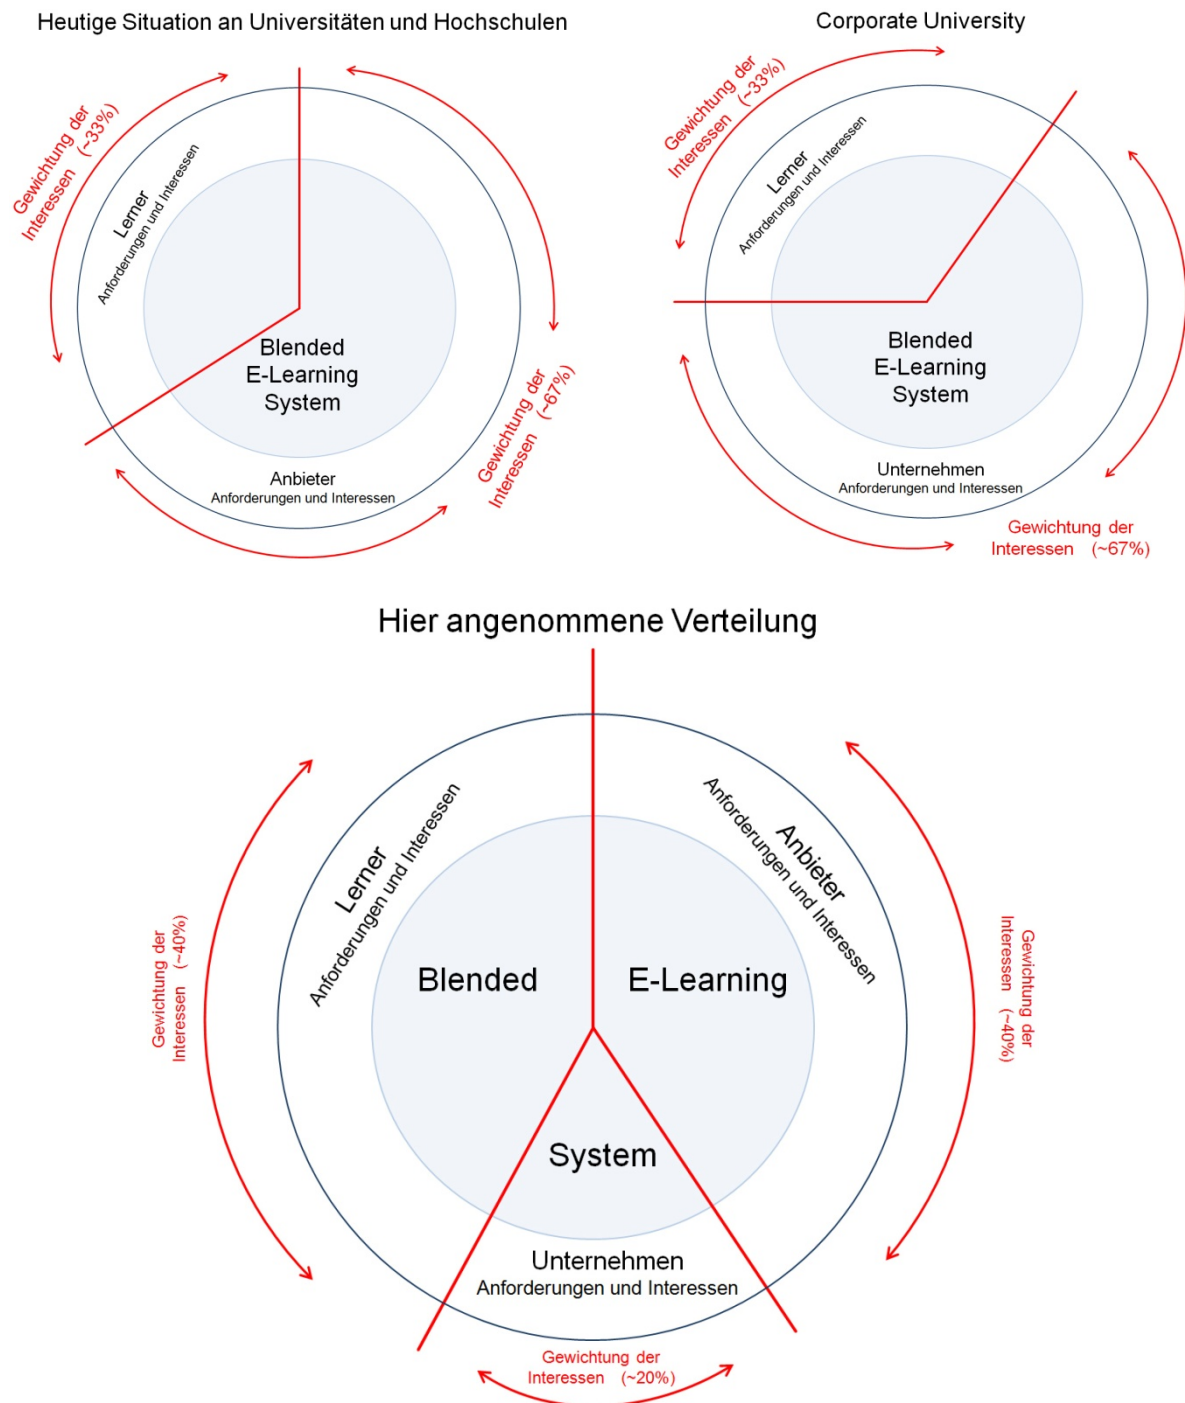 Heutige Situation an Universitäten und Hochschulen
Gewichtung der
Interessen (~33%)
Lerner
Anforderungen und Interessen
Blended
E-Learning
System
Anbieter
Anforderungen und Interessen
Gewichtung der
Interessen (~67%)
Corporate University
Gewichtung der
Interessen (~33%)
Lerner
Anforderungen und Interessen
Blended
E-Learning
System
Unternehmen
Anforderungen und Interessen
Gewichtung der
Interessen (~67%)
Hier angenommene Verteilung
Gewichtung der
Interessen (~40%)
Lerner
Anforderungen und Interessen
Anbieter
Anforderungen und Interessen
Gewichtung der
Interessen (~40%)
Blended
E-Learning
System
Unternehmen
Anforderungen und Interessen
Gewichtung der
Interessen (~20%)